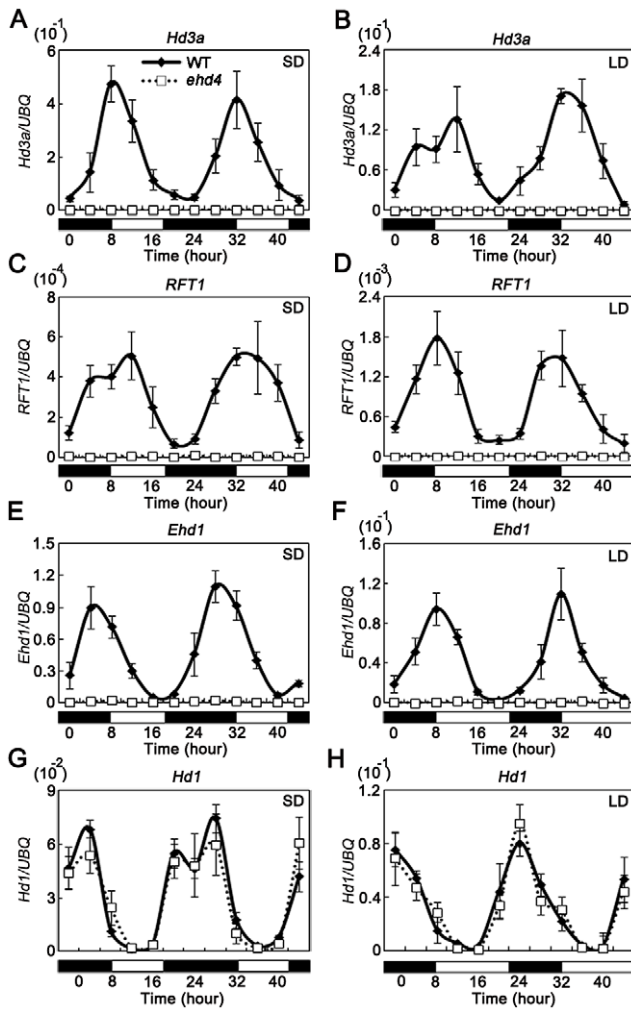 A (10⁻¹) Hd3a
SD
WT
ehd4
Hd3a/UBQ
6
4
2
0
0 8 16 24 32 40
Time (hour)
B (10⁻¹) Hd3a
LD
Hd3a/UBQ
2.4
1.8
1.2
0.6
0
0 8 16 24 32 40
Time (hour)
C (10⁻⁴) RFT1
SD
RFT1/UBQ
8
6
4
2
0
0 8 16 24 32 40
Time (hour)
D (10⁻³) RFT1
LD
RFT1/UBQ
2.4
1.8
1.2
0.6
0
0 8 16 24 32 40
Time (hour)
E Ehd1
SD
Ehd1/UBQ
1.5
1.2
0.9
0.6
0.3
0
0 8 16 24 32 40
Time (hour)
F (10⁻¹) Ehd1
LD
Ehd1/UBQ
1.6
1.2
0.8
0.4
0
0 8 16 24 32 40
Time (hour)
G (10⁻²) Hd1
SD
Hd1/UBQ
9
6
3
0
0 8 16 24 32 40
Time (hour)
H (10⁻¹) Hd1
LD
Hd1/UBQ
1.2
0.8
0.4
0
0 8 16 24 32 40
Time (hour)